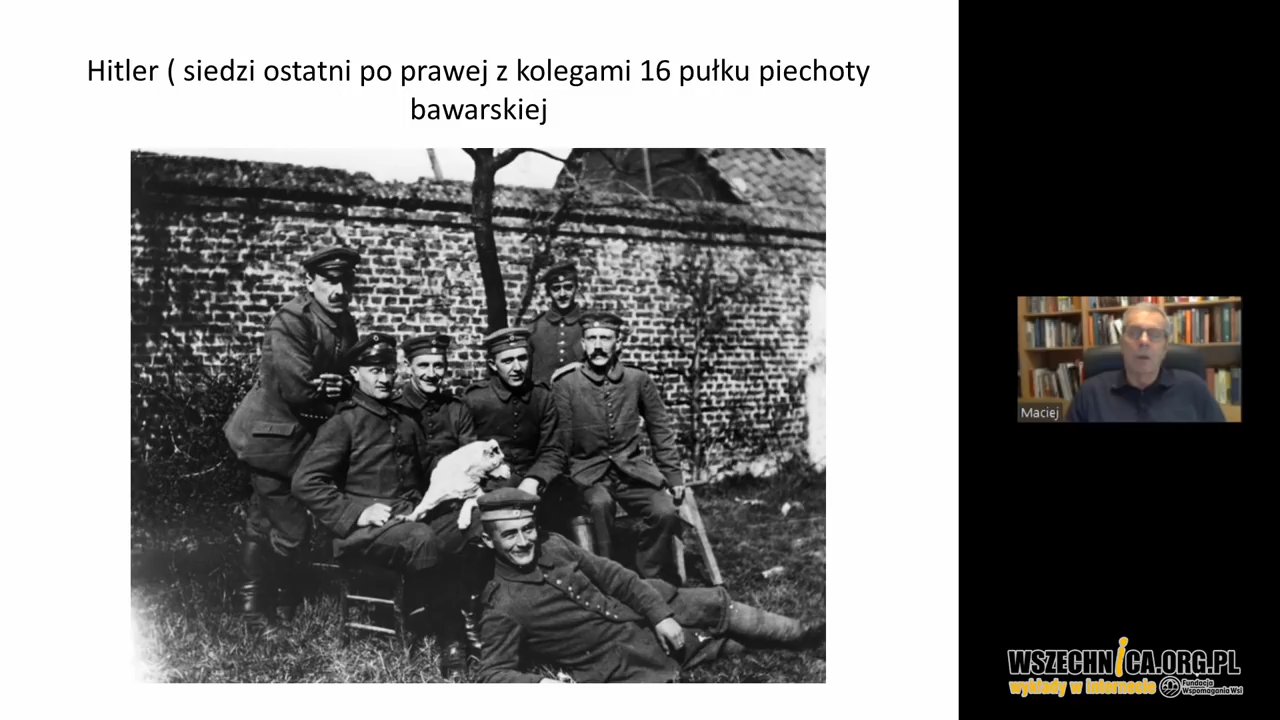 Hitler ( siedzi ostatni po prawej z kolegami 16 pułku piechoty
bawarskiej
Maciej
WSZECHNICA.ORG.PL
wykłady w internecie
Fundacja
Wspomagania Wsi